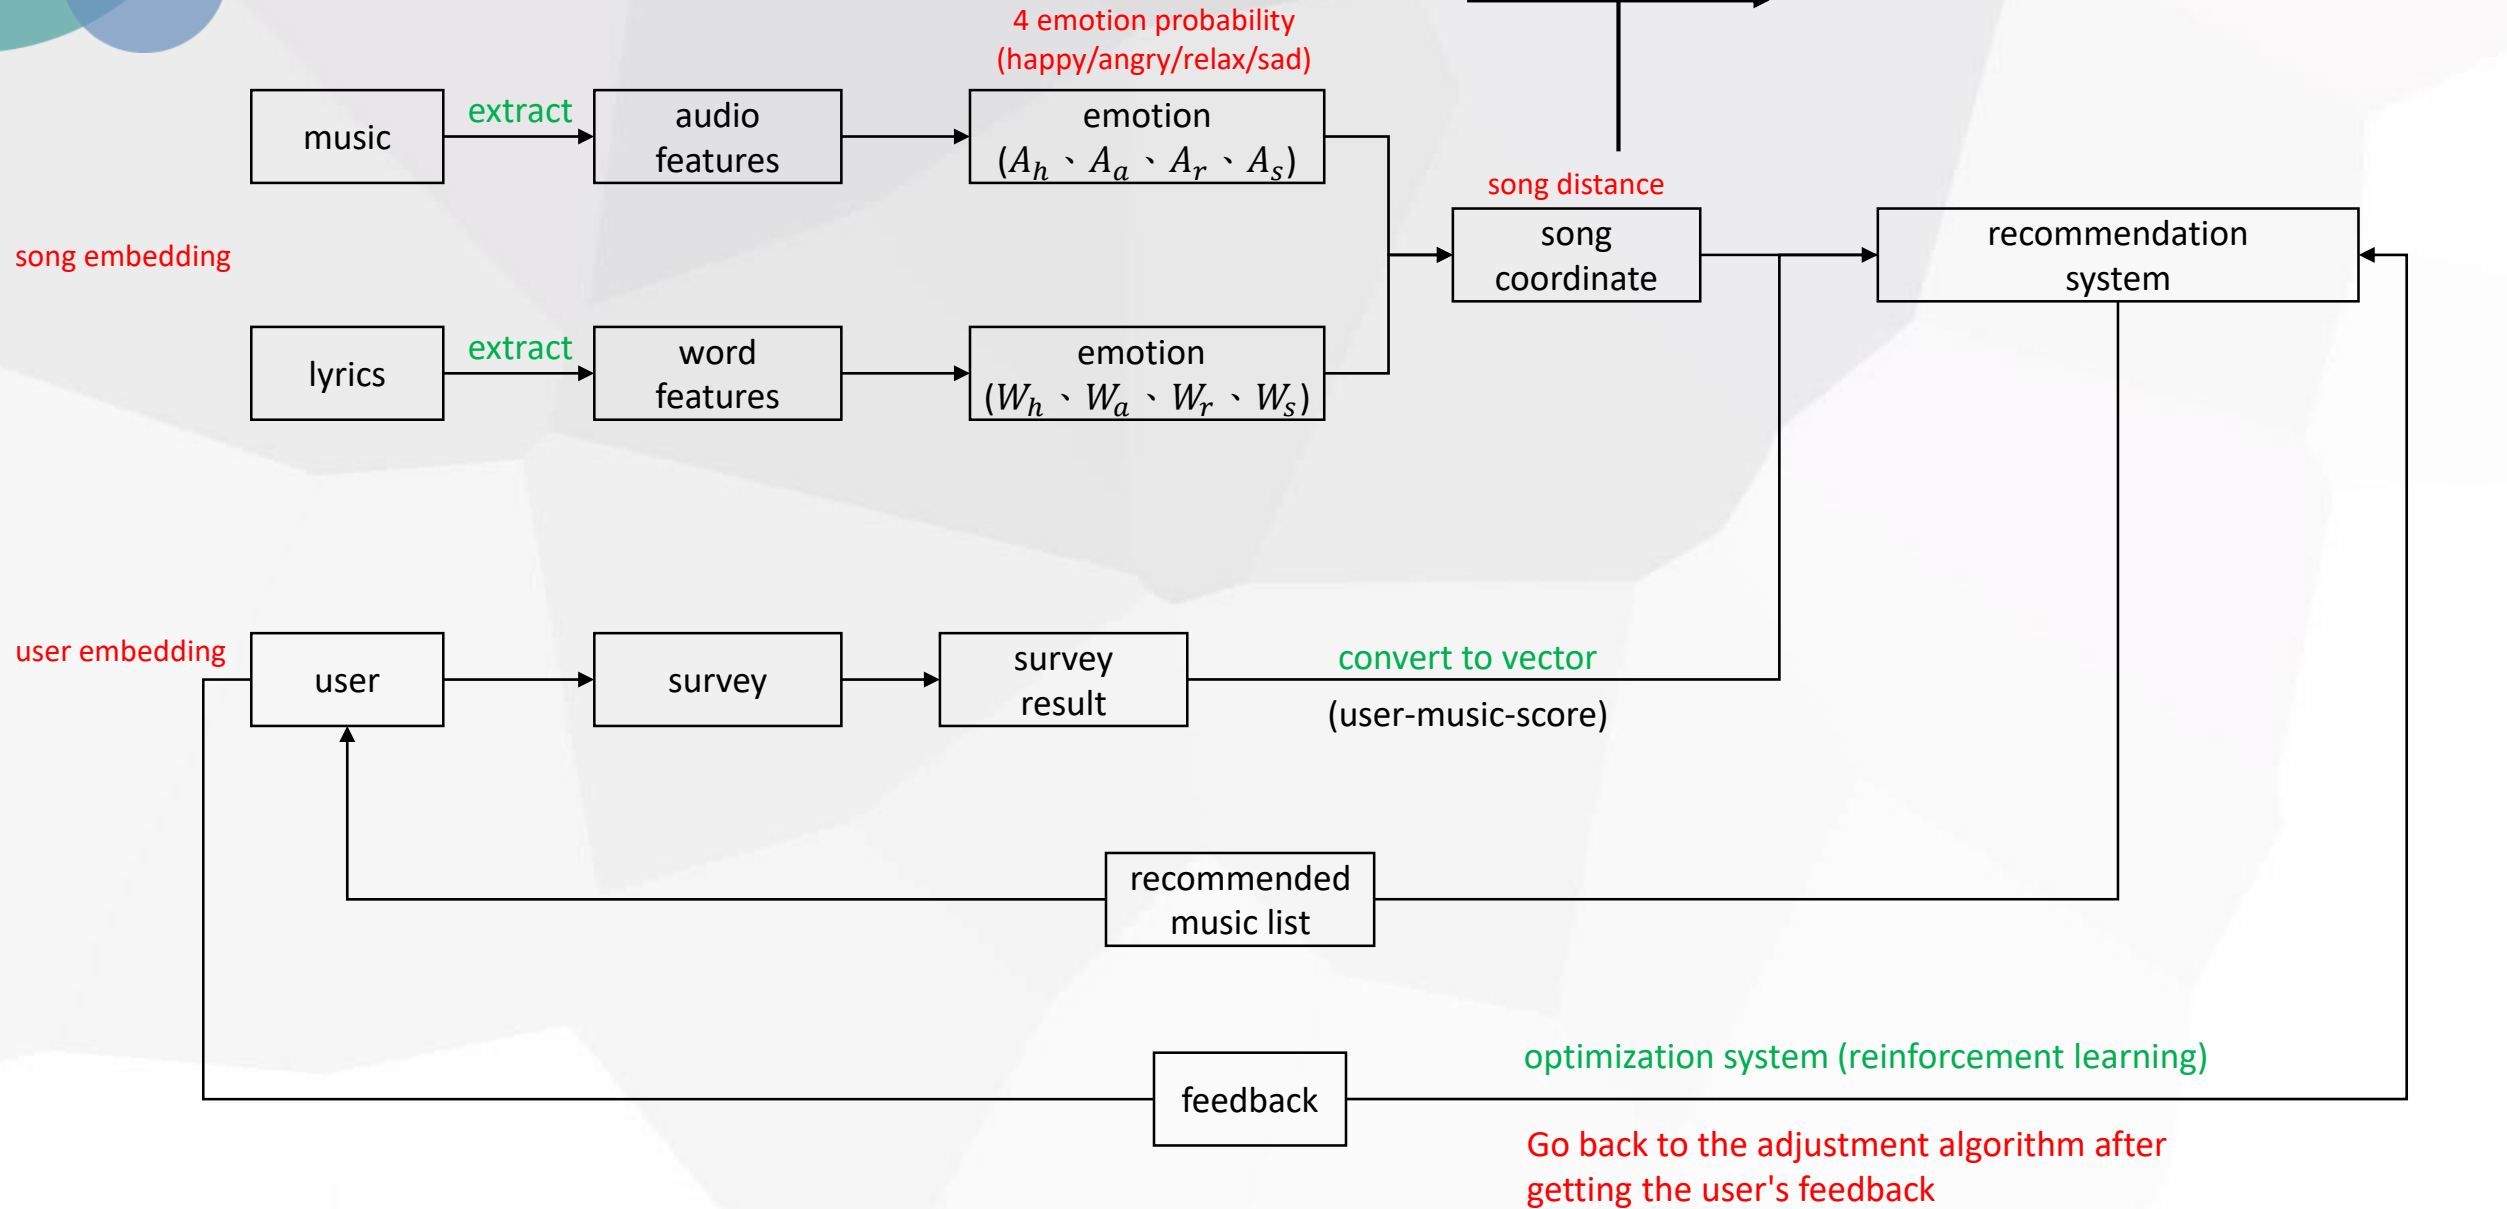 4 emotion probability
(happy/angry/relax/sad)
music
extract
audio
features
emotion
(A_h、A_a、A_r、A_s)
song distance
song
coordinate
recommendation
system
song embedding
lyrics
extract
word
features
emotion
(W_h、W_a、W_r、W_s)
user embedding
user
survey
survey
result
convert to vector
(user-music-score)
recommended
music list
feedback
optimization system (reinforcement learning)
Go back to the adjustment algorithm after
getting the user's feedback